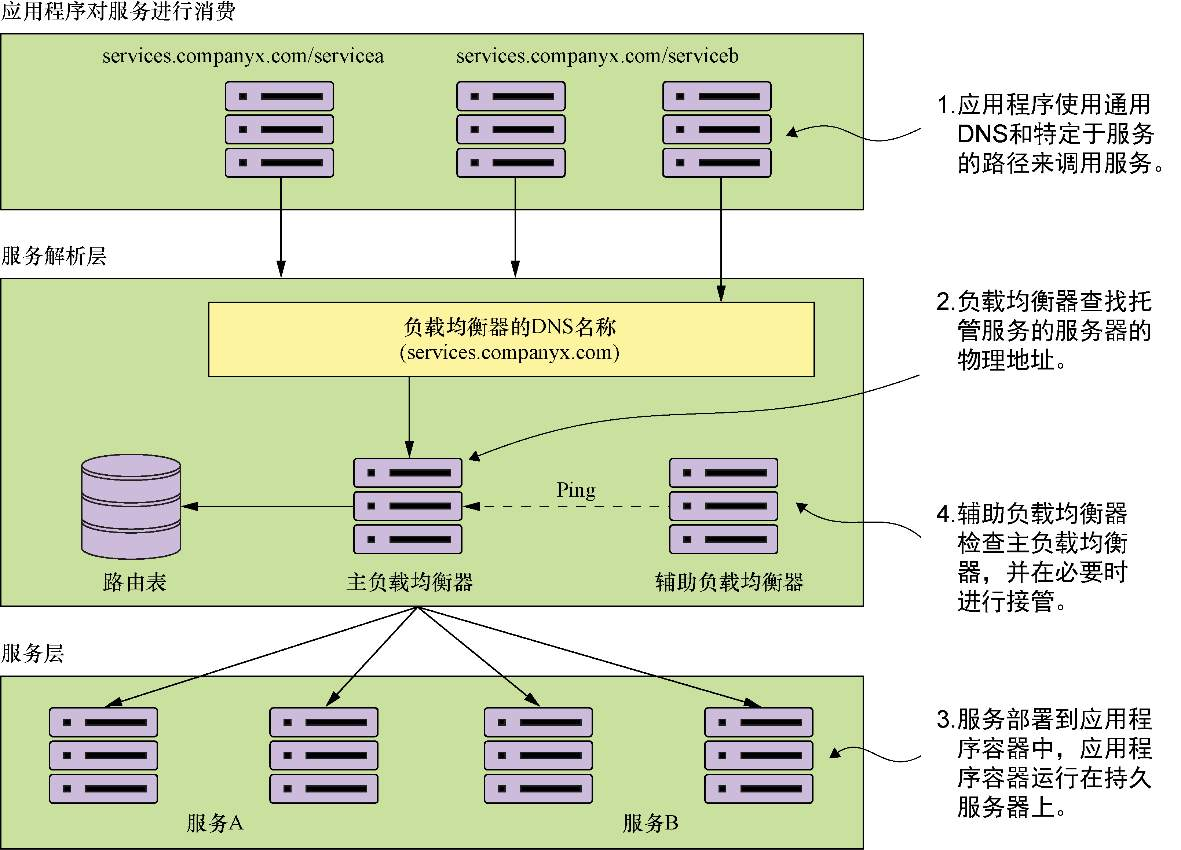 应用程序对服务进行消费
services.companyx.com/servicea
services.companyx.com/serviceb
1.应用程序使用通用
DNS和特定于服务
的路径来调用服务。
服务解析层
负载均衡器的DNS名称
(services.companyx.com)
2.负载均衡器查找托
管服务的服务器的
物理地址。
Ping
路由表
主负载均衡器
辅助负载均衡器
4.辅助负载均衡器
检查主负载均衡
器，并在必要时
进行接管。
服务层
服务A
服务B
3.服务部署到应用程
序容器中，应用程
序容器运行在持久
服务器上。